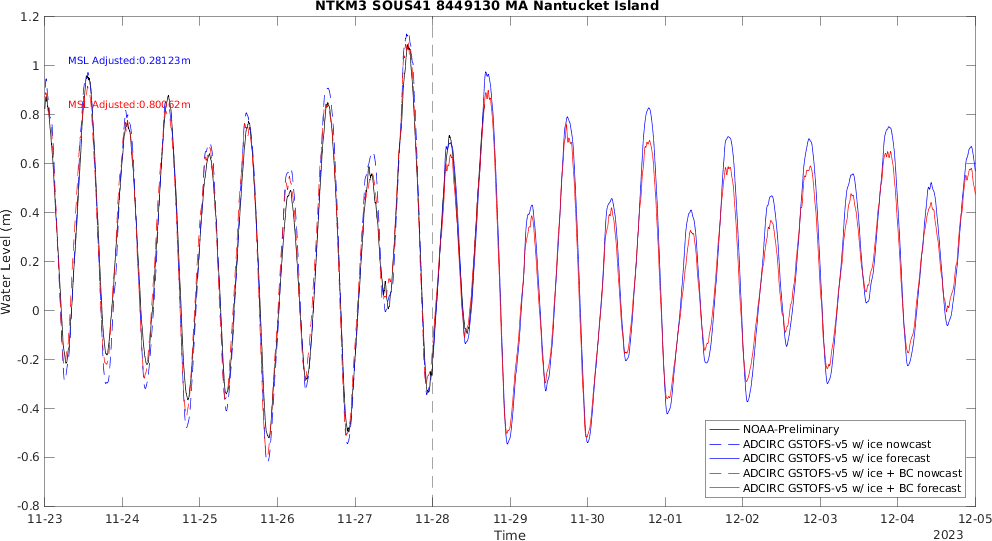 NTKM3 SOUS41 8449130 MA Nantucket Island
1.2
1
0.8
0.6
0.4
0.2
0
-0.2
-0.4
-0.6
-0.8
Water Level (m)
MSL Adjusted:0.28123m
MSL Adjusted:0.80062m
NOAA-Preliminary
ADCIRC GSTOFS-v5 w/ ice nowcast
ADCIRC GSTOFS-v5 w/ ice forecast
ADCIRC GSTOFS-v5 w/ ice + BC nowcast
ADCIRC GSTOFS-v5 w/ ice + BC forecast
11-23 11-24 11-25 11-26 11-27 11-28 11-29 11-30 12-01 12-02 12-03 12-04 12-05
Time
2023